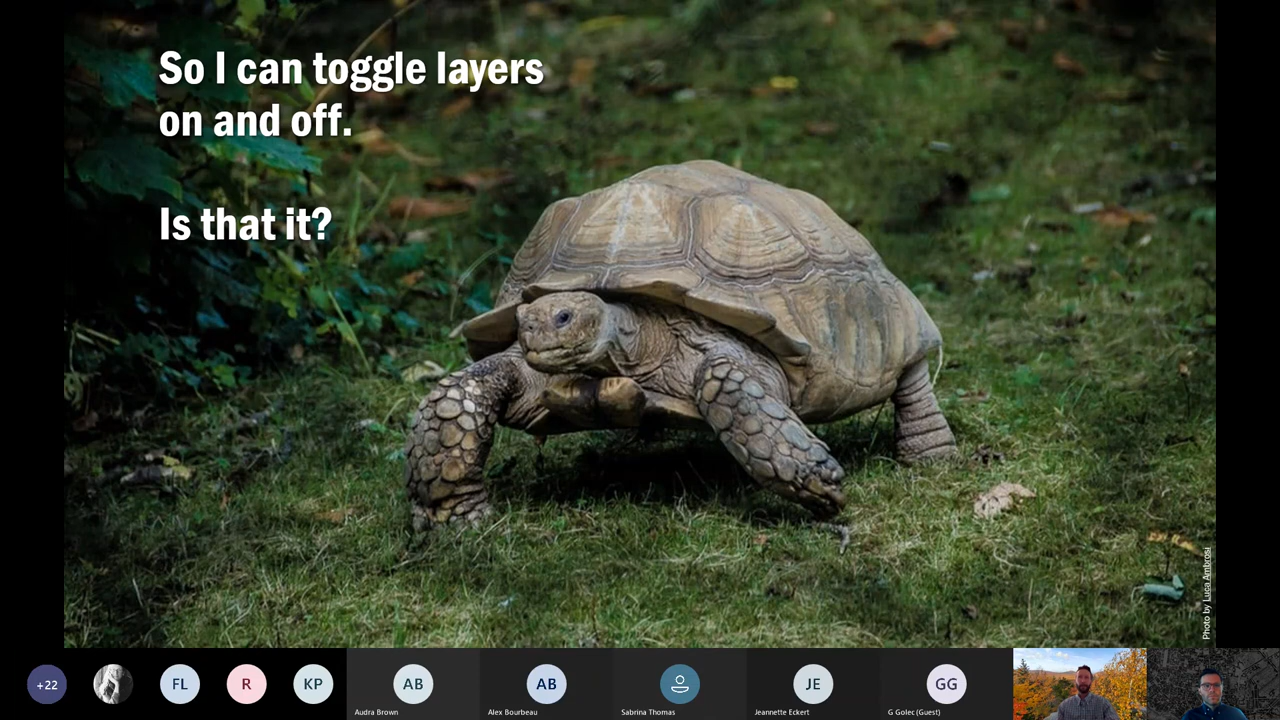 So I can toggle layers
on and off.
Is that it?
Photo by Luca Ambrosi
+22
FL
R
KP
AB
Audra Brown
AB
Alex Bourbeau
Sabrina Thomas
JE
Jeannette Eckert
GG
G Golec (Guest)